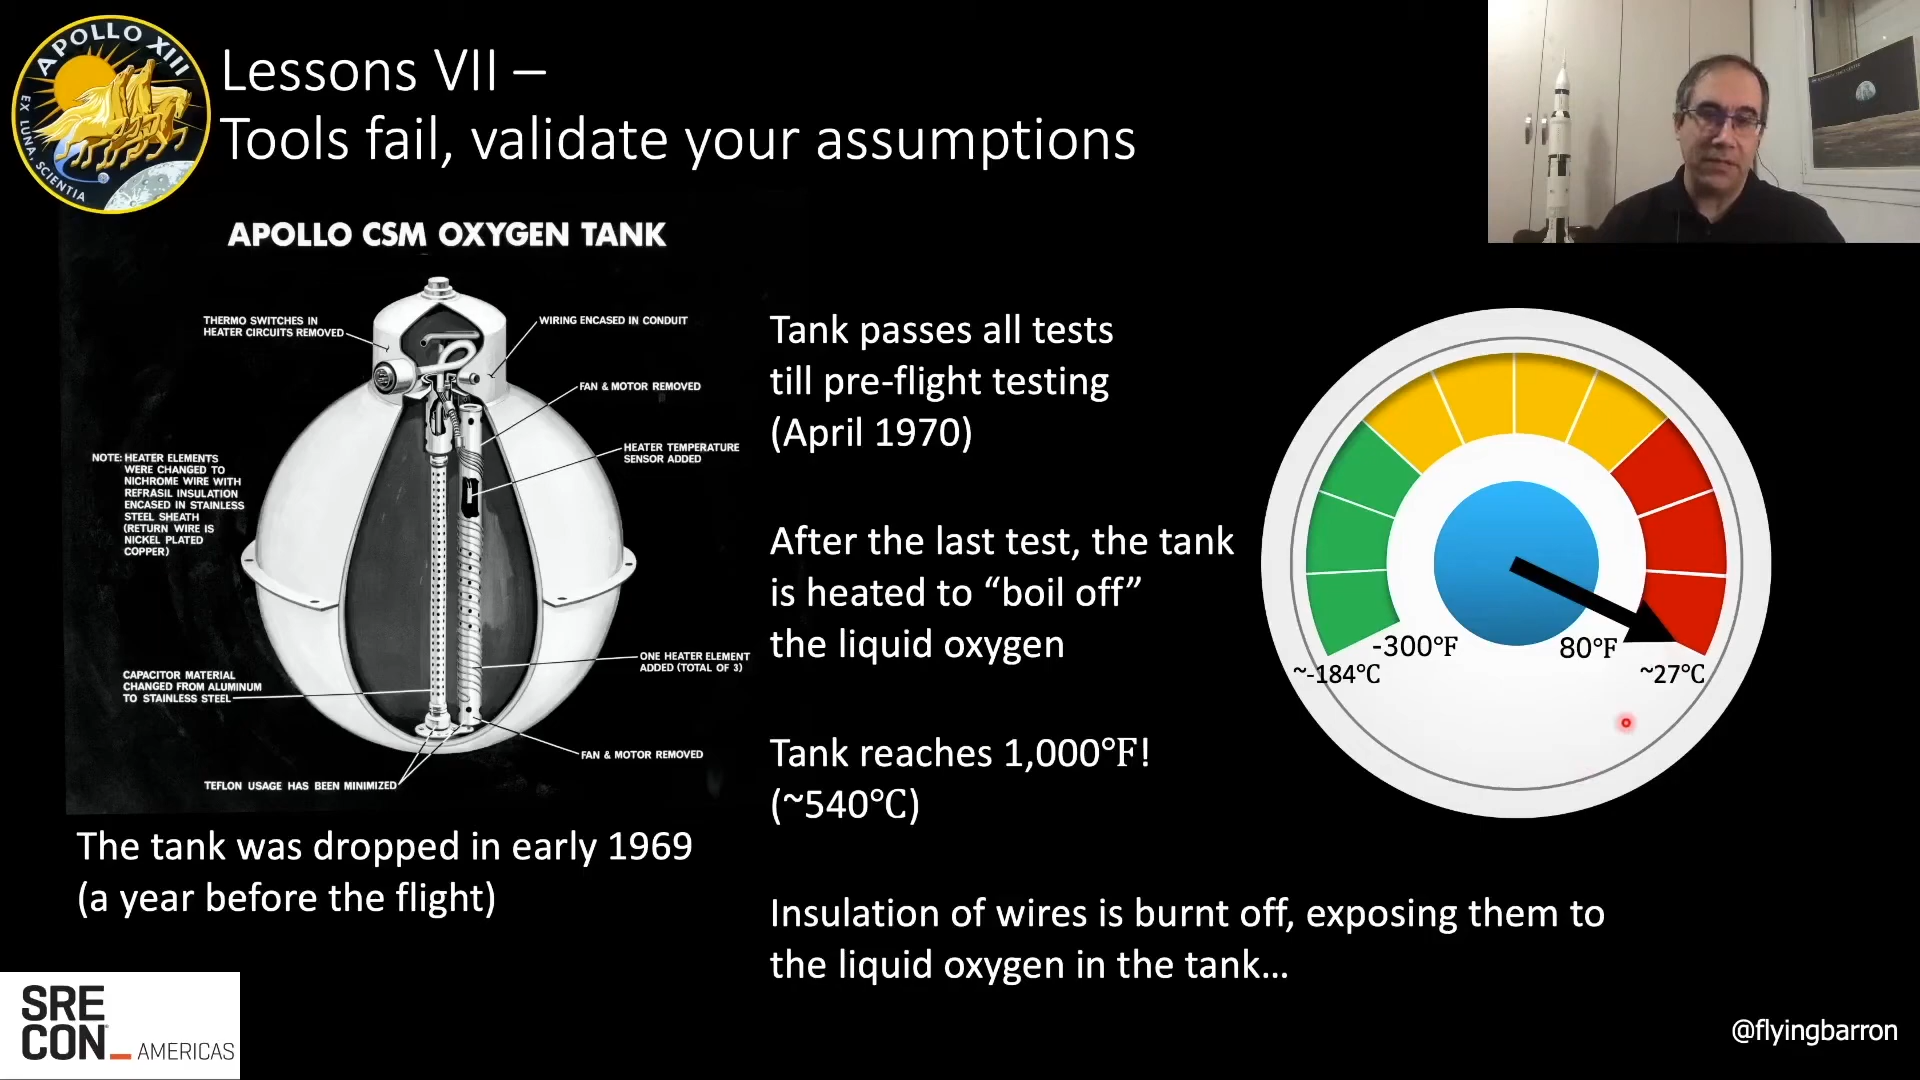 APOLLO XIII
EX LUNA, SCIENTIA
Lessons VII –
Tools fail, validate your assumptions
APOLLO CSM OXYGEN TANK
THERMO SWITCHES IN
HEATER CIRCUITS REMOVED
WIRING ENCASED IN CONDUIT
FAN & MOTOR REMOVED
HEATER TEMPERATURE
SENSOR ADDED
NOTE: HEATER ELEMENTS
WERE CHANGED TO
NICHROME WIRE WITH
REFRASIL INSULATION
ENCASED IN STAINLESS
STEEL SHEATH
(RETURN WIRE IS
NICKEL PLATED
COPPER)
ONE HEATER ELEMENT
ADDED (TOTAL OF 3)
CAPACITOR MATERIAL
CHANGED FROM ALUMINUM
TO STAINLESS STEEL
FAN & MOTOR REMOVED
TEFLON USAGE HAS BEEN MINIMIZED
The tank was dropped in early 1969
(a year before the flight)
Tank passes all tests
till pre-flight testing
(April 1970)
After the last test, the tank
is heated to “boil off”
the liquid oxygen
Tank reaches 1,000°F!
(~540°C)
Insulation of wires is burnt off, exposing them to
the liquid oxygen in the tank…
-300°F
80°F
~-184°C
~27°C
SRE
CON_AMERICAS
@flyingbarron